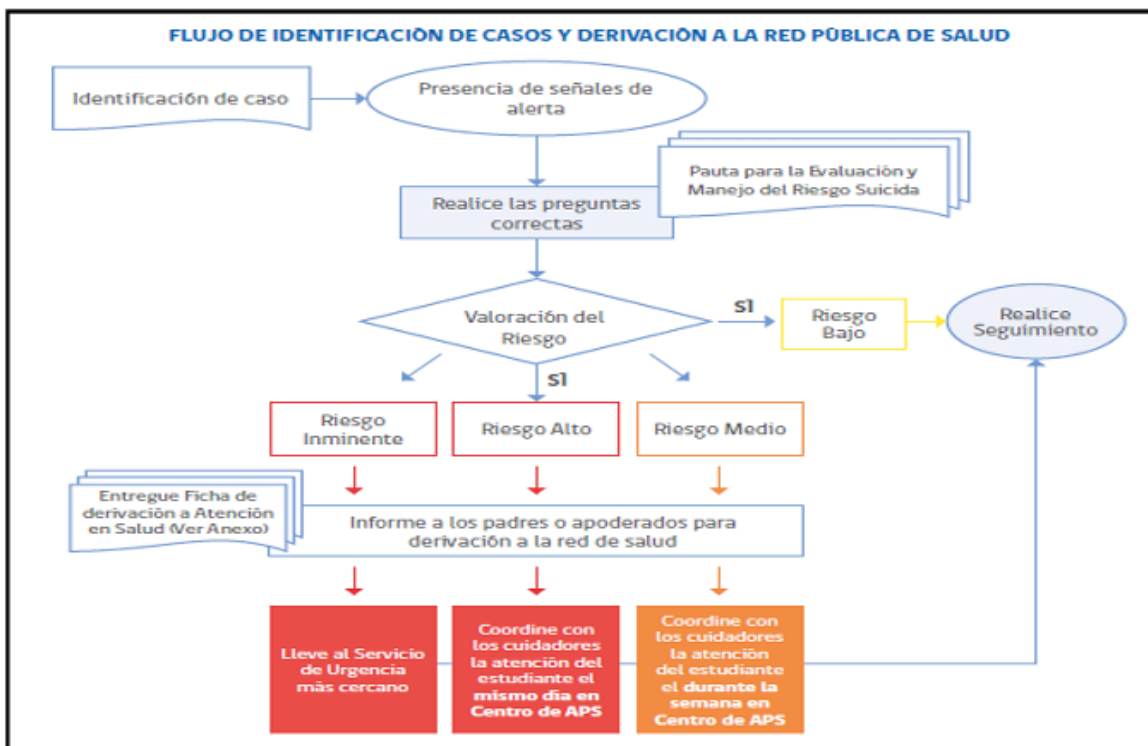 FLUJO DE IDENTIFICACIÓN DE CASOS Y DERIVACIÓN A LA RED PÚBLICA DE SALUD
Identificación de caso
Presencia de señales de
alerta
Pauta para la Evaluación y
Manejo del Riesgo Suicida
Realice las preguntas
correctas
Valoración del
Riesgo
SÌ
Riesgo
Bajo
Realice
Seguimiento
SÌ
Riesgo
Inminente
Riesgo Alto
Riesgo Medio
Entregue Ficha de
derivación a Atención
en Salud (Ver Anexo)
Informe a los padres o apoderados para
derivación a la red de salud
Lleve al Servicio
de Urgencia
más cercano
Coordine con
los cuidadores
la atención del
estudiante el
mismo día en
Centro de APS
Coordine con
los cuidadores
la atención
del estudiante
el durante la
semana en
Centro de APS